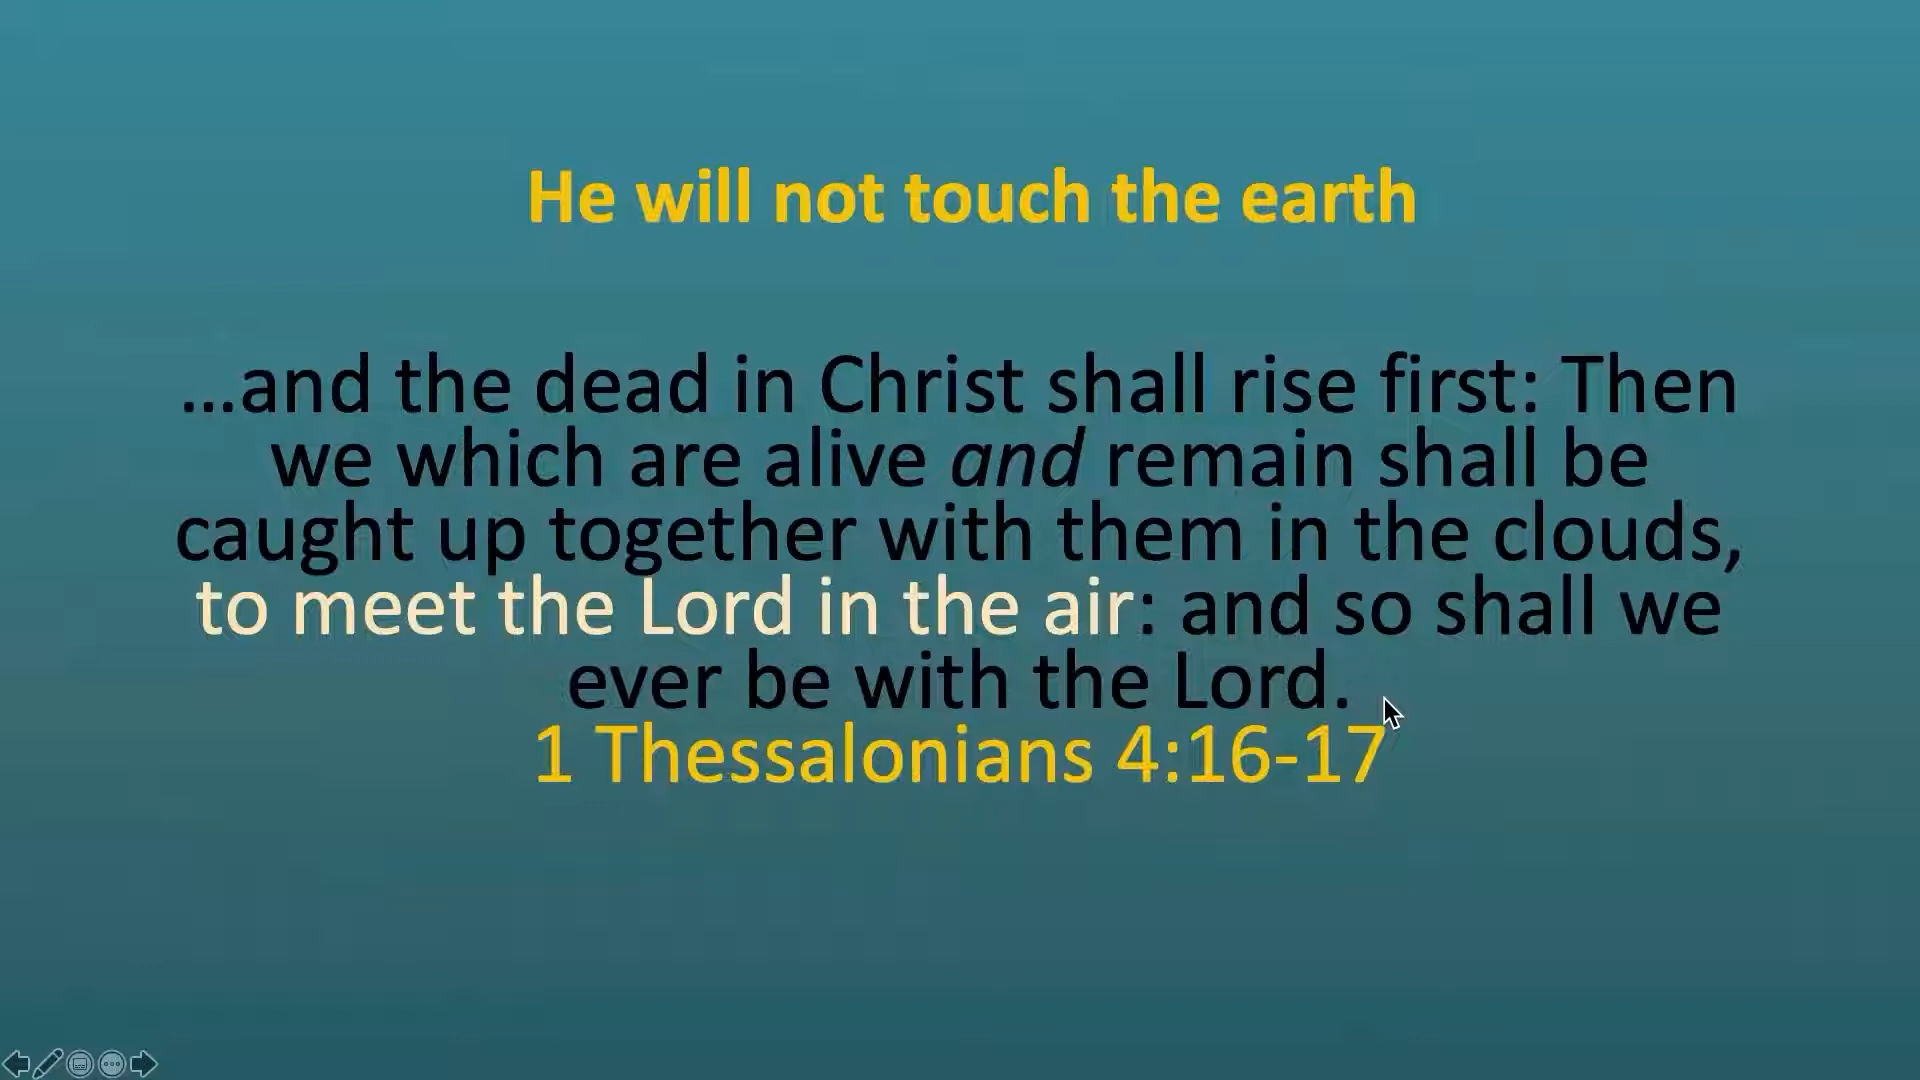 He will not touch the earth
...and the dead in Christ shall rise first: Then
we which are alive and remain shall be
caught up together with them in the clouds,
to meet the Lord in the air: and so shall we
ever be with the Lord.
1 Thessalonians 4:16-17